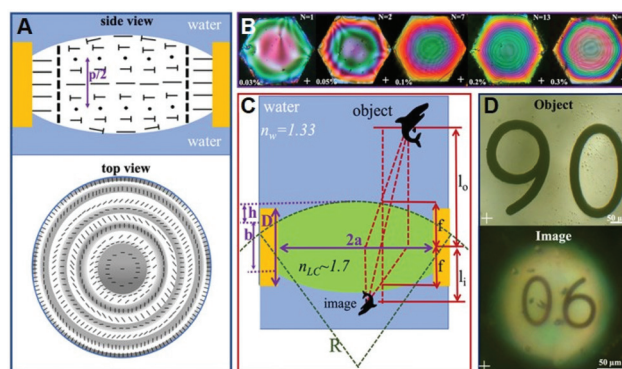 A
side view
water
p/2
water
top view
B
N=1
N=2
N=7
N=13
0.03%
0.05%
0.1%
0.2%
0.3%
C
water
n_w=1.33
object
h
b
D
2a
n_LC~1.7
f
f
l_o
l_i
image
R
D
Object
90
50 μm
Image
06
50 μm